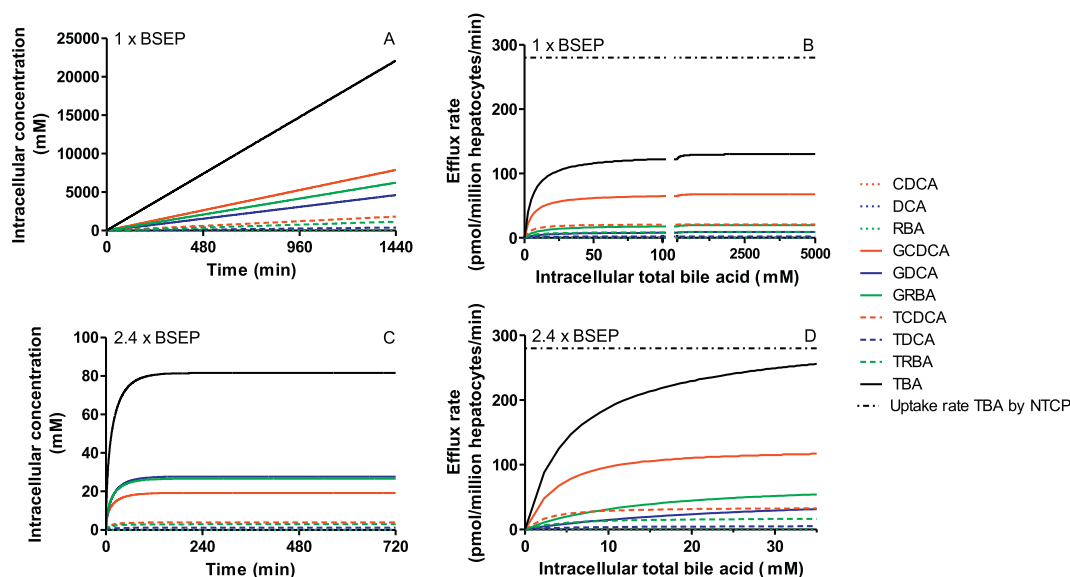 1 x BSEP A
25000
20000
15000
10000
5000
0
0 480 960 1440
Time (min)
Intracellular concentration
(mM)
1 x BSEP B
300
200
100
0
0 50 100 2500 5000
Intracellular total bile acid ( mM)
Efflux rate
(pmol/million hepatocytes/min)
2.4 x BSEP C
100
80
60
40
20
0
0 240 480 720
Time (min)
Intracellular concentration
(mM)
2.4 x BSEP D
300
200
100
0
0 10 20 30
Intracellular total bile acid ( mM)
Efflux rate
(pmol/million hepatocytes/min)
CDCA
DCA
RBA
GCDCA
GDCA
GRBA
TCDCA
TDCA
TRBA
TBA
Uptake rate TBA by NTCP